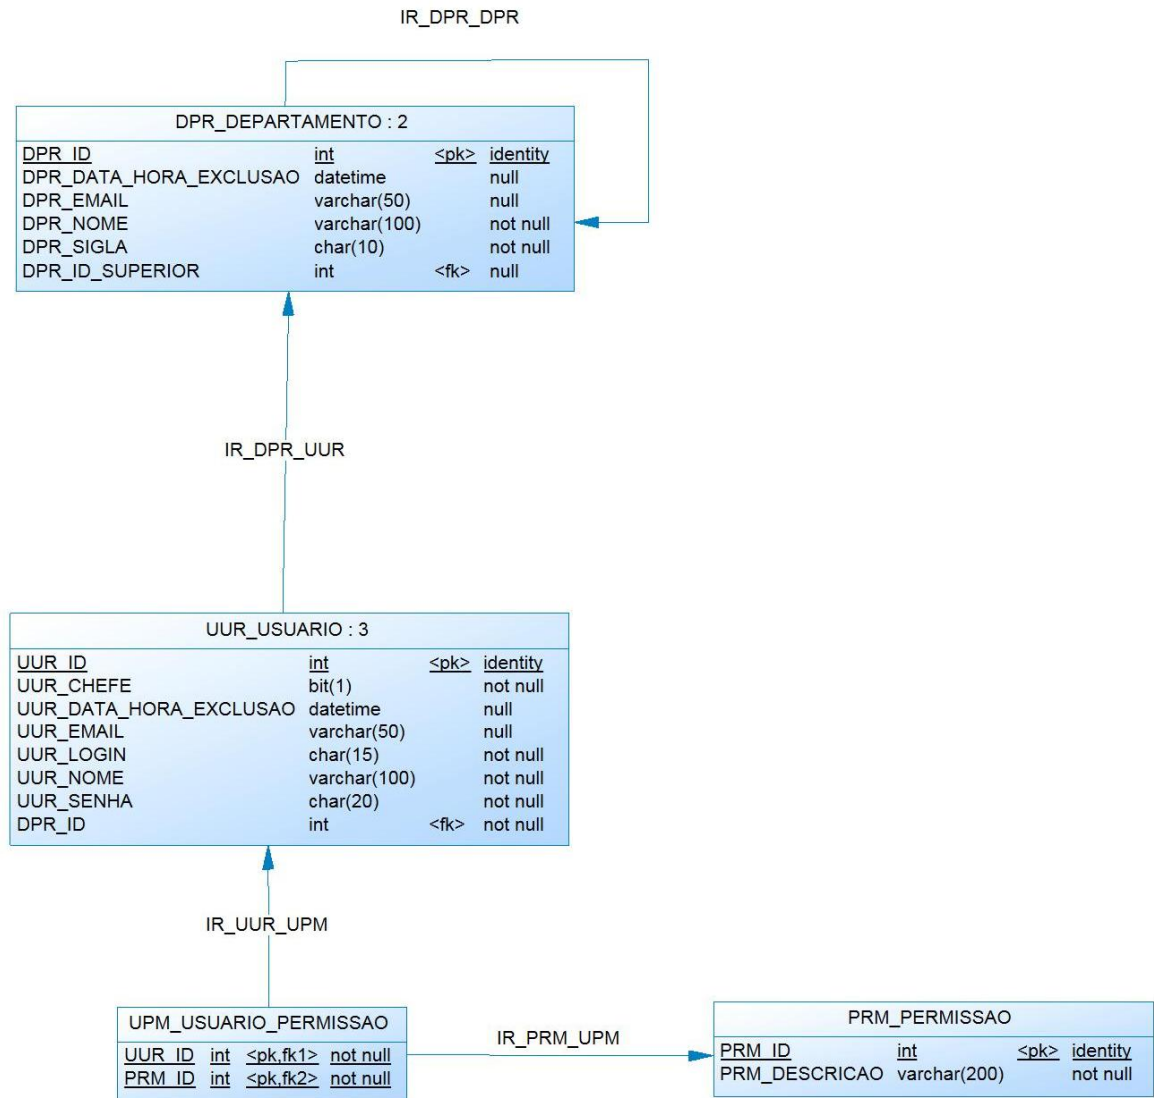 IR_DPR_DPR
DPR_DEPARTAMENTO : 2
DPR_ID int <pk> identity
DPR_DATA_HORA_EXCLUSAO datetime null
DPR_EMAIL varchar(50) null
DPR_NOME varchar(100) not null
DPR_SIGLA char(10) not null
DPR_ID_SUPERIOR int <fk> null
IR_DPR_UUR
UUR_USUARIO : 3
UUR_ID int <pk> identity
UUR_CHEFE bit(1) not null
UUR_DATA_HORA_EXCLUSAO datetime null
UUR_EMAIL varchar(50) null
UUR_LOGIN char(15) not null
UUR_NOME varchar(100) not null
UUR_SENHA char(20) not null
DPR_ID int <fk> not null
IR_UUR_UPM
UPM_USUARIO_PERMISSAO
UUR_ID int <pk,fk1> not null
PRM_ID int <pk,fk2> not null
IR_PRM_UPM
PRM_PERMISSAO
PRM_ID int <pk> identity
PRM_DESCRICAO varchar(200) not null